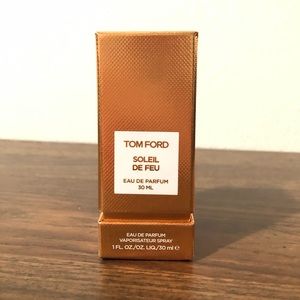 TOM FORD
SOLEIL
DE FEU
EAU DE PARFUM
30 ML
EAU DE PARFUM
VAPORISATEUR SPRAY
1 FL. OZ./OZ. LIQ./30 ml ℮